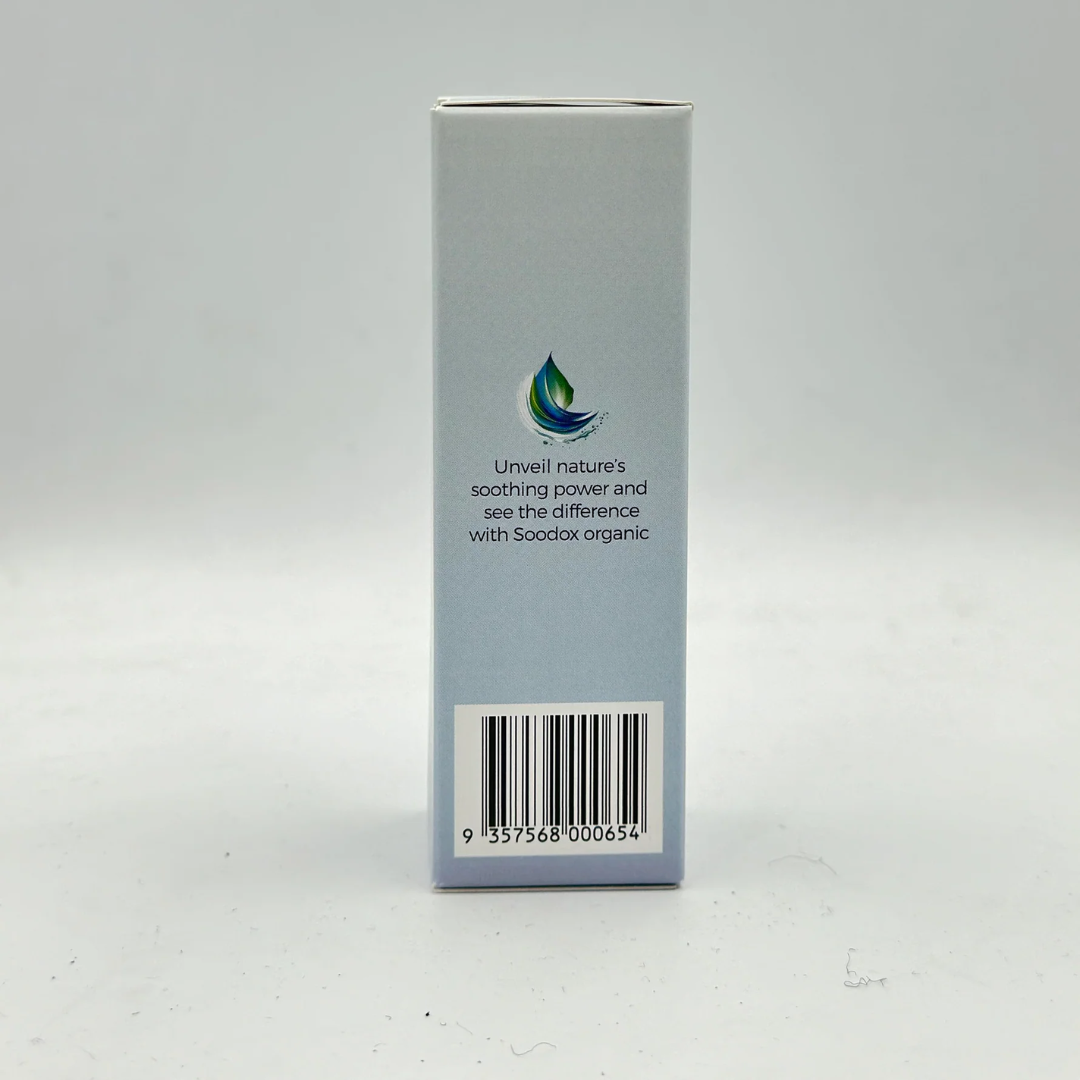 Unveil nature's
soothing power and
see the difference
with Soodox organic
9 357568 000654